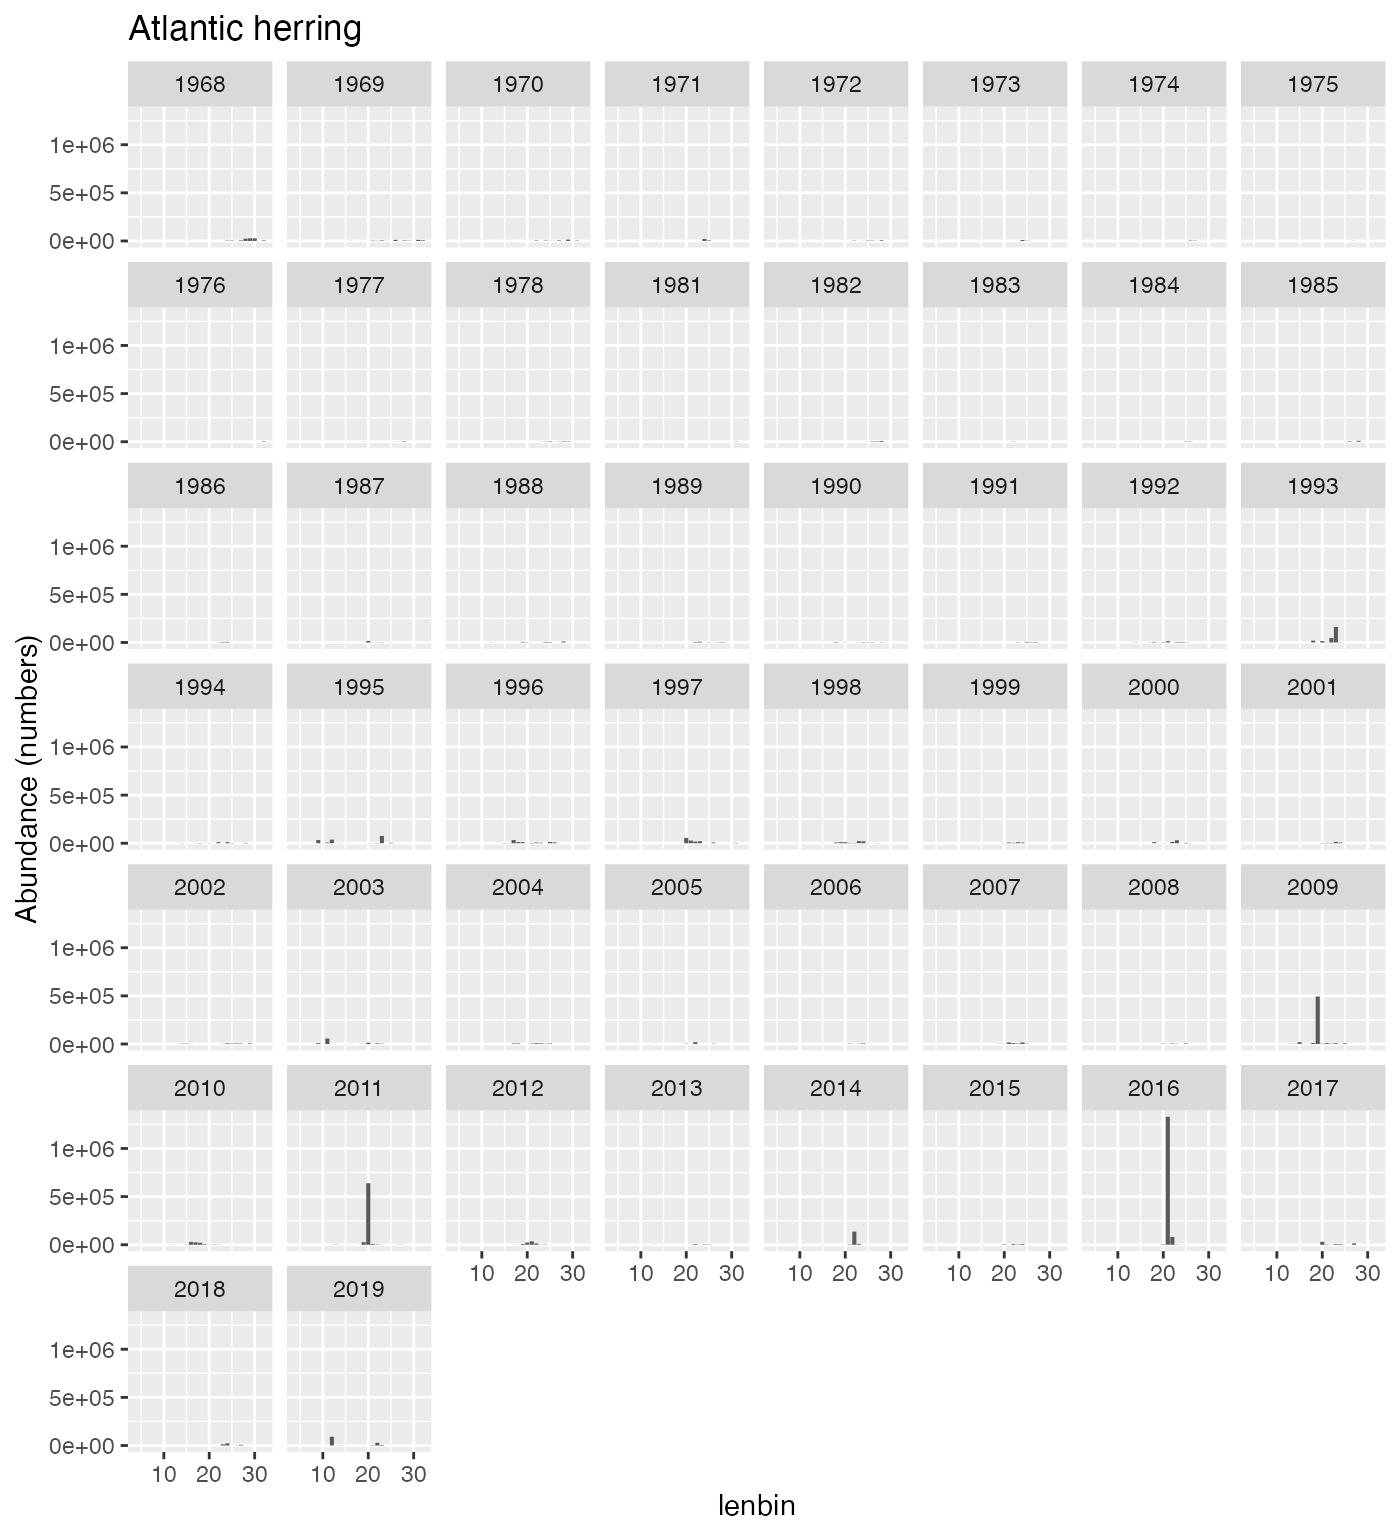 Atlantic herring
1968 1969 1970 1971 1972 1973 1974 1975
1e+06
5e+05
0e+00
1976 1977 1978 1981 1982 1983 1984 1985
1e+06
5e+05
0e+00
1986 1987 1988 1989 1990 1991 1992 1993
1e+06
5e+05
0e+00
Abundance (numbers)
1994 1995 1996 1997 1998 1999 2000 2001
1e+06
5e+05
0e+00
2002 2003 2004 2005 2006 2007 2008 2009
1e+06
5e+05
0e+00
2010 2011 2012 2013 2014 2015 2016 2017
1e+06
5e+05
0e+00
10 20 30 10 20 30 10 20 30 10 20 30 10 20 30 10 20 30
2018 2019
1e+06
5e+05
0e+00
10 20 30 10 20 30
lenbin